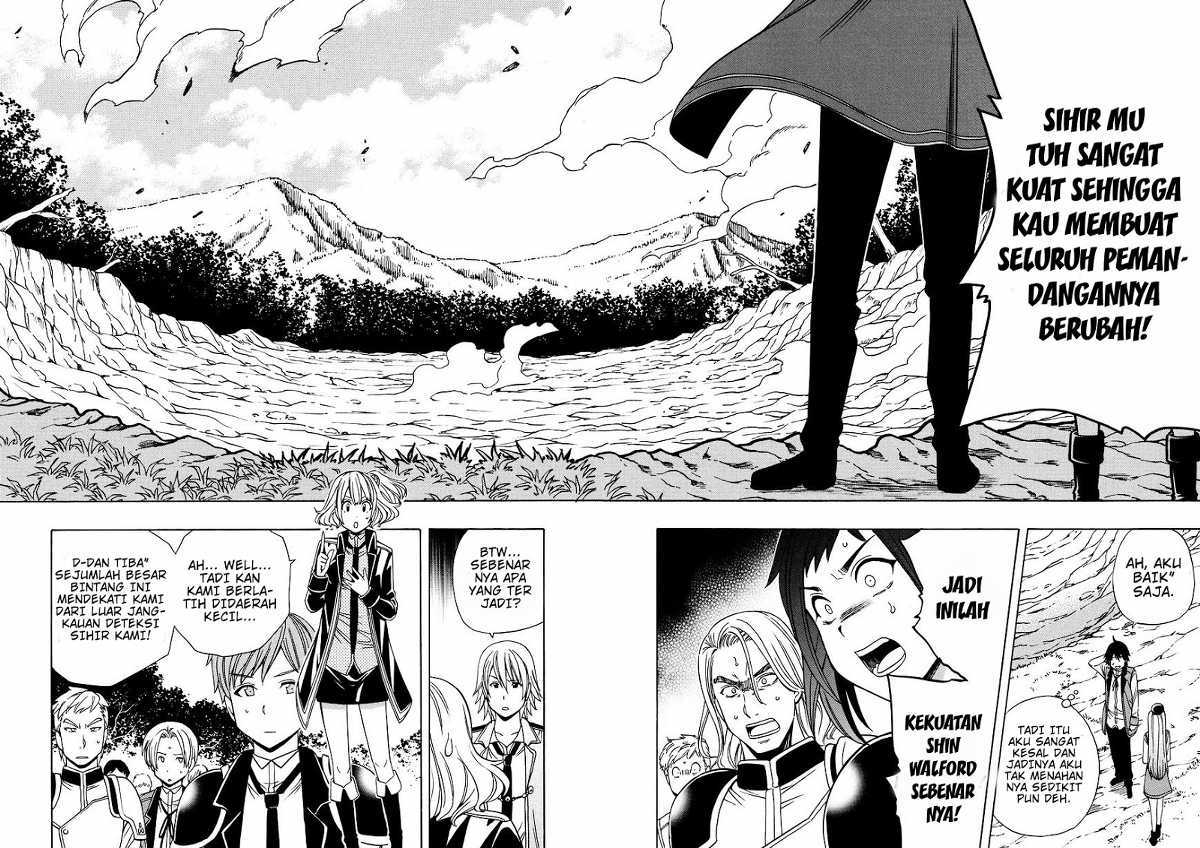 SIHIR MU
TUH SANGAT
KUAT SEHINGGA
KAU MEMBUAT
SELURUH PEMAN-
DANGANNYA
BERUBAH!
AH, AKU
BAIK"
SAJA.
TADI ITU
AKU SANGAT
KESAL DAN
JADINYA AKU
TAK MENAHAN
NYA SEDIKIT
PUN DEH.
JADI
INILAH
KEKUATAN
SHIN
WALFORD
SEBENAR
NYA!
BTW...
SEBENAR
NYA APA
YANG TER
JADI?
AH... WELL...
TADI KAN
KAMI BERLA-
TIH DIDAERAH
KECIL...
D-DAN TIBA"
SEJUMLAH BESAR
BINTANG INI
MENDEKATI KAMI
DARI LUAR JANG-
KAUAN DETEKSI
SIHIR KAMI!